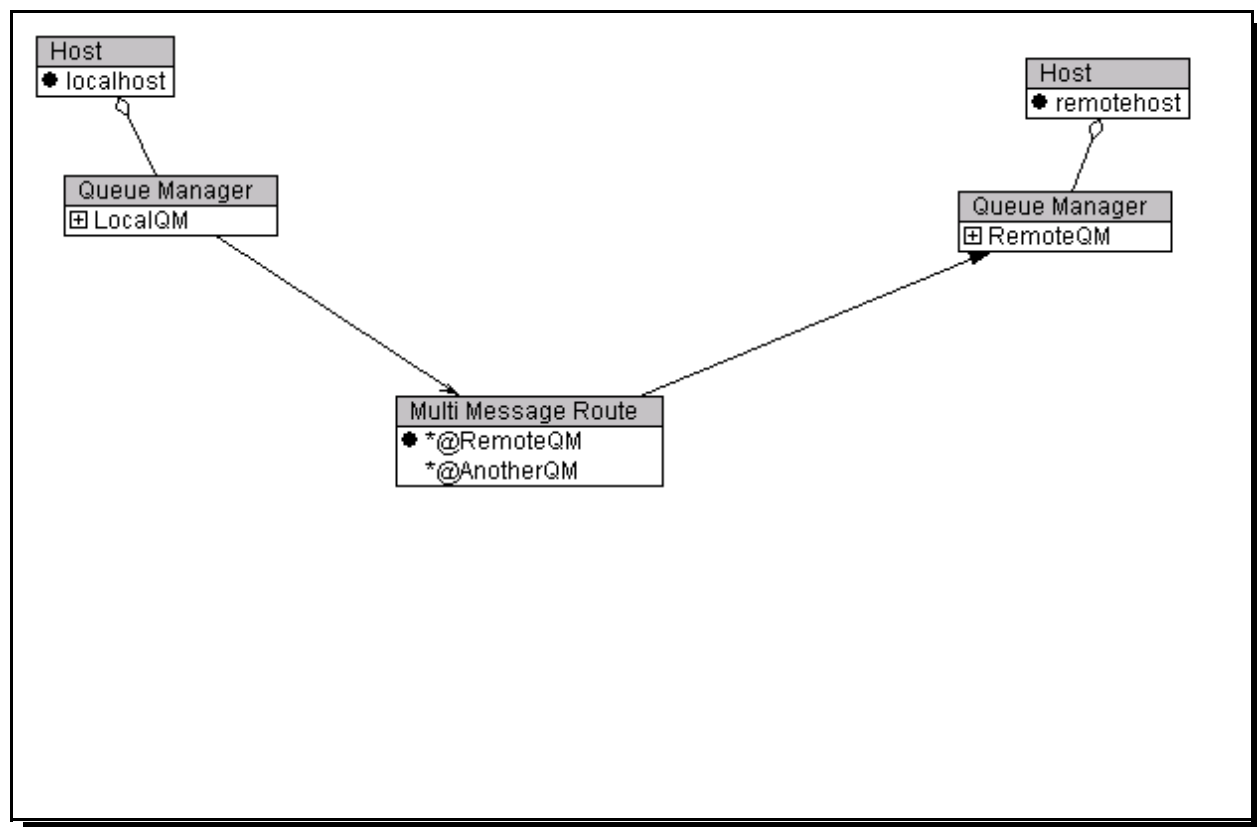 Host
localhost
Host
remotehost
Queue Manager
LocalQM
Queue Manager
RemoteQM
Multi Message Route
*@RemoteQM
*@AnotherQM